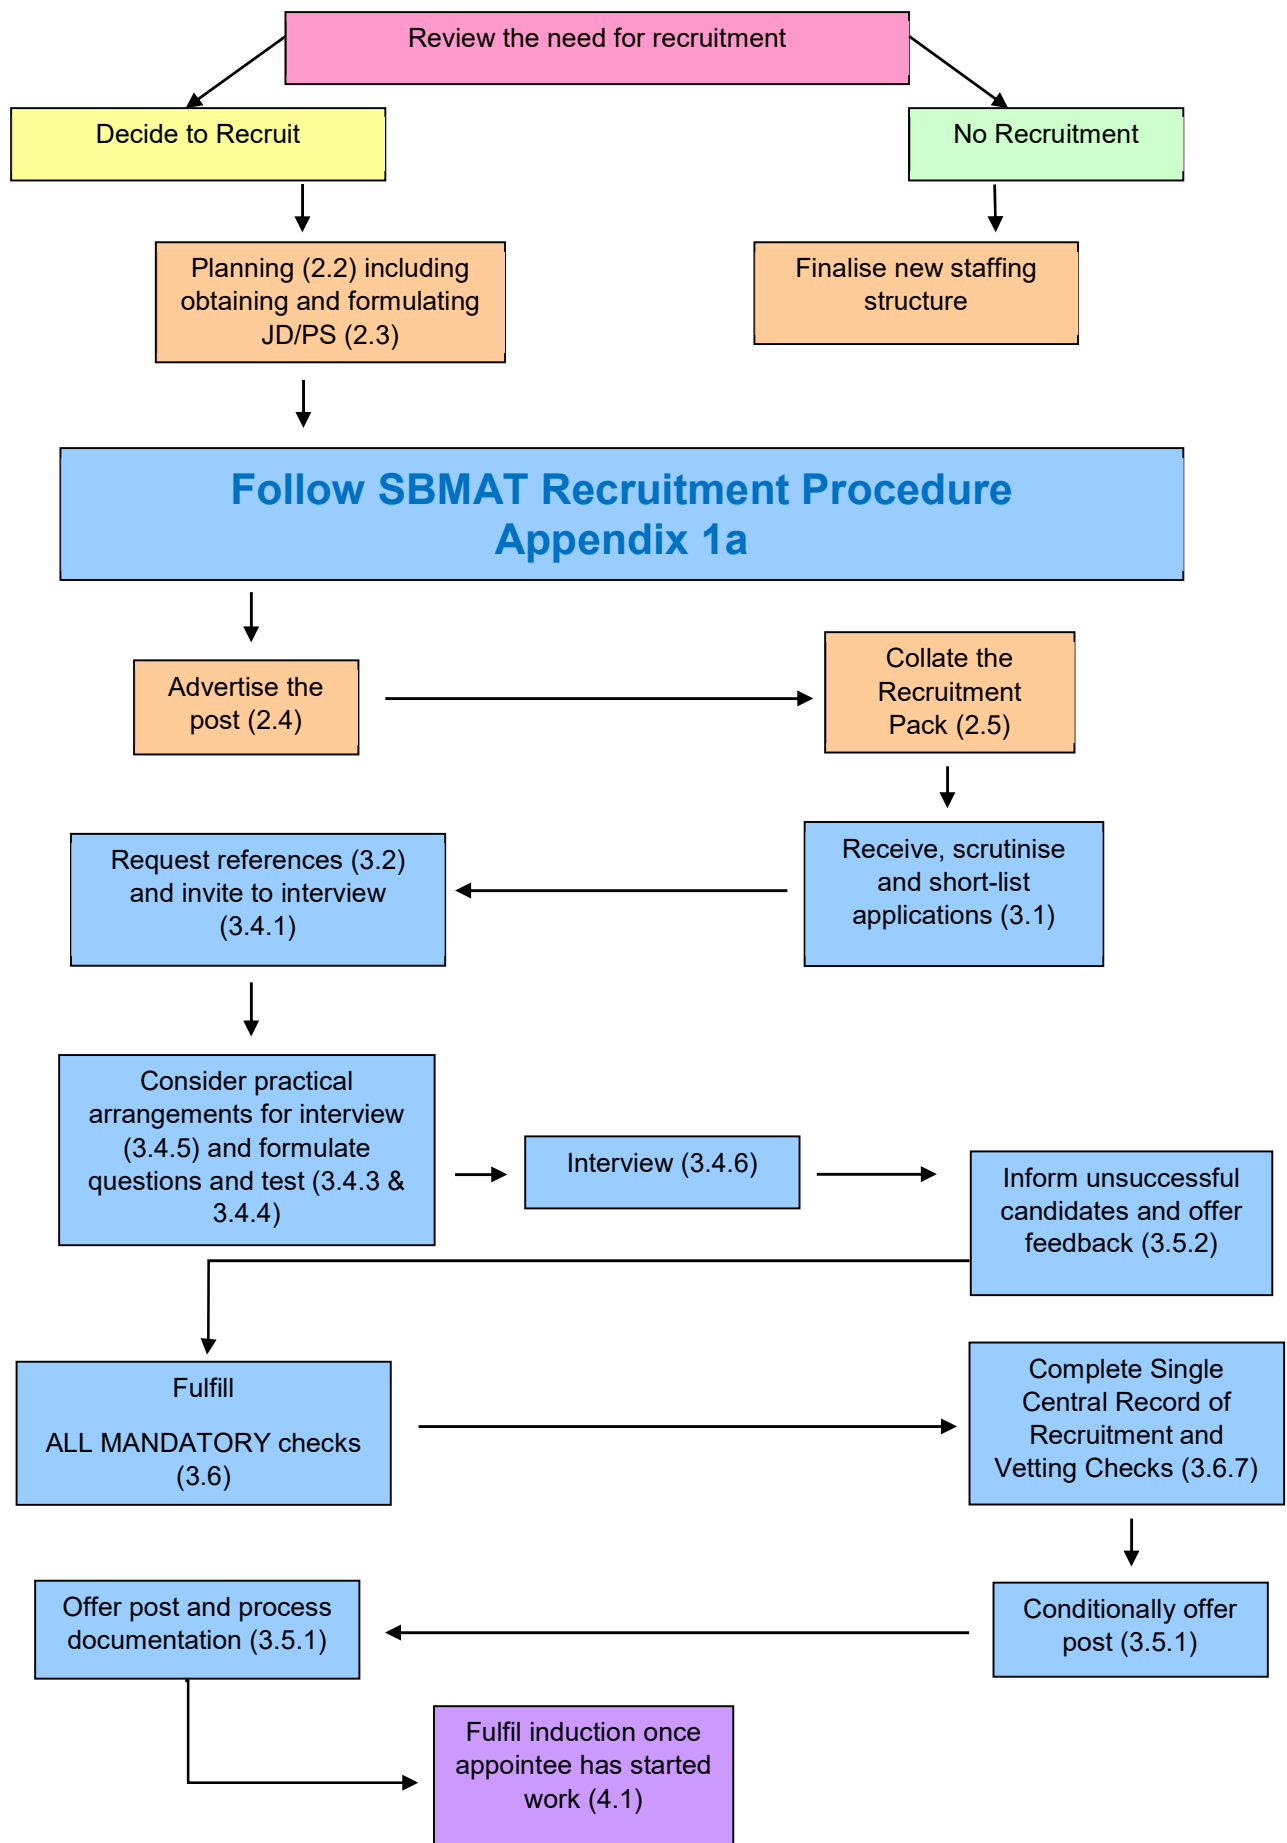 Review the need for recruitment
Decide to Recruit
No Recruitment
Planning (2.2) including
obtaining and formulating
JD/PS (2.3)
Finalise new staffing
structure
Follow SBMAT Recruitment Procedure
Appendix 1a
Advertise the
post (2.4)
Collate the
Recruitment
Pack (2.5)
Receive, scrutinise
and short-list
applications (3.1)
Request references (3.2)
and invite to interview
(3.4.1)
Consider practical
arrangements for interview
(3.4.5) and formulate
questions and test (3.4.3 &
3.4.4)
Interview (3.4.6)
Inform unsuccessful
candidates and offer
feedback (3.5.2)
Fulfill
ALL MANDATORY checks
(3.6)
Complete Single
Central Record of
Recruitment and
Vetting Checks (3.6.7)
Conditionally offer
post (3.5.1)
Offer post and process
documentation (3.5.1)
Fulfil induction once
appointee has started
work (4.1)